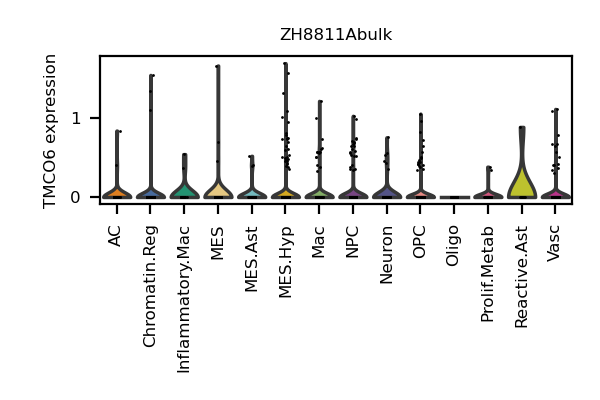 ZH8811Abulk
TMCO6 expression
1
0
AC
Chromatin.Reg
Inflammatory.Mac
MES
MES.Ast
MES.Hyp
Mac
NPC
Neuron
OPC
Oligo
Prolif.Metab
Reactive.Ast
Vasc